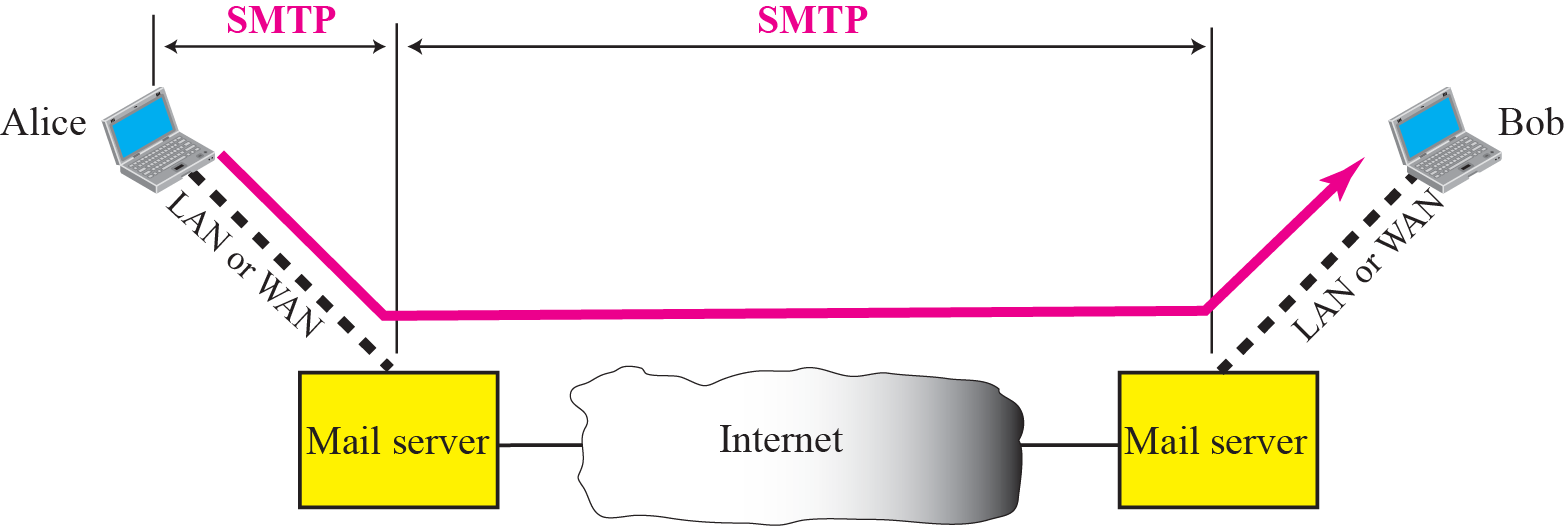 SMTP
SMTP
Alice
Bob
LAN or WAN
LAN or WAN
Mail server
Internet
Mail server